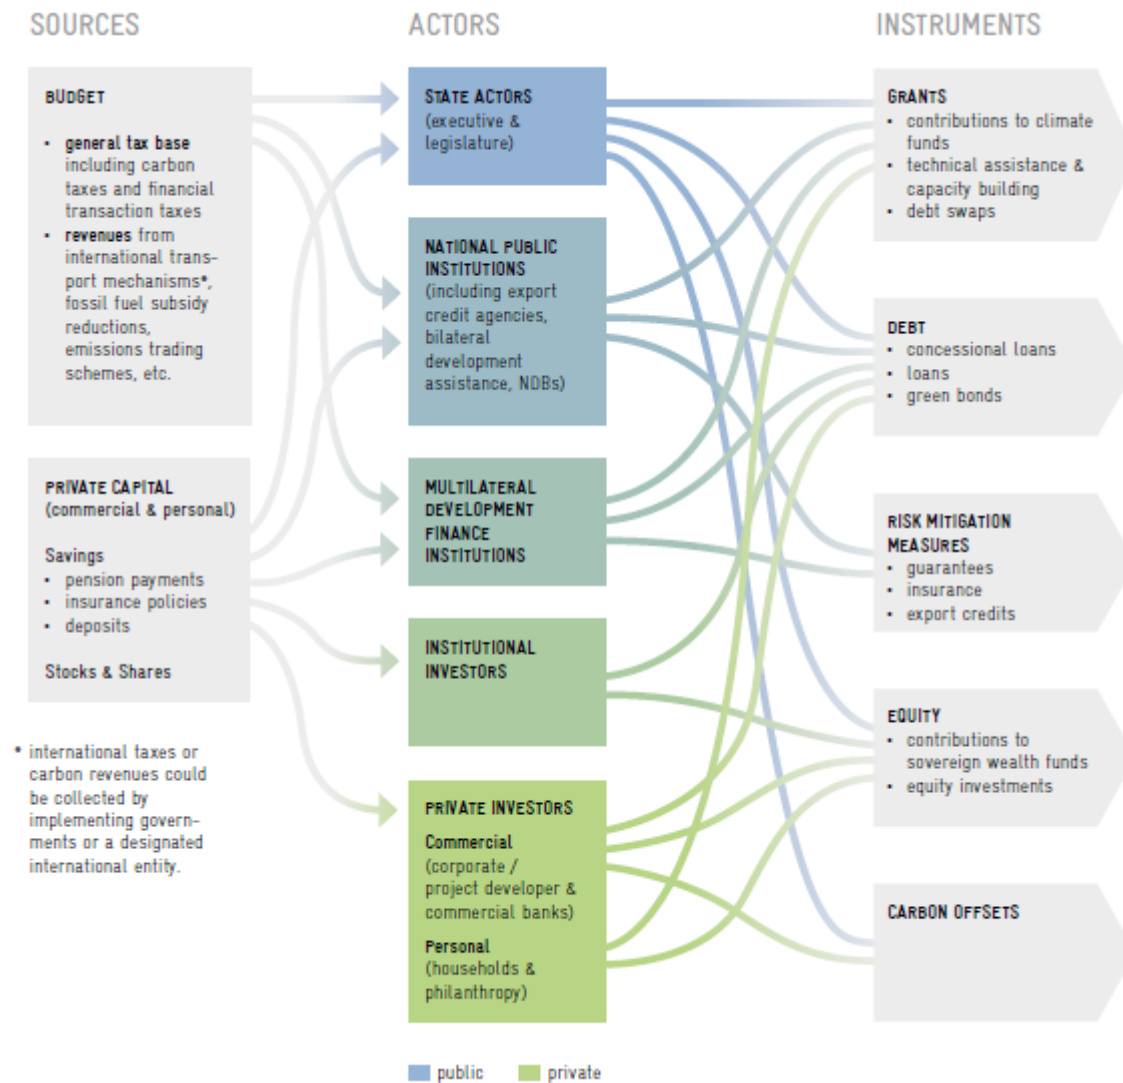 SOURCES
ACTORS
INSTRUMENTS
BUDGET
• general tax base
including carbon
taxes and financial
transaction taxes
• revenues from
international trans-
port mechanisms*,
fossil fuel subsidy
reductions,
emissions trading
schemes, etc.
PRIVATE CAPITAL
(commercial & personal)
Savings
• pension payments
• insurance policies
• deposits
Stocks & Shares
* international taxes or
carbon revenues could
be collected by
implementing govern-
ments or a designated
international entity.
STATE ACTORS
(executive &
legislature)
NATIONAL PUBLIC
INSTITUTIONS
(including export
credit agencies,
bilateral
development
assistance, NDBs)
MULTILATERAL
DEVELOPMENT
FINANCE
INSTITUTIONS
INSTITUTIONAL
INVESTORS
PRIVATE INVESTORS
Commercial
(corporate /
project developer &
commercial banks)
Personal
(households &
philanthropy)
GRANTS
• contributions to climate
funds
• technical assistance &
capacity building
• debt swaps
DEBT
• concessional loans
• loans
• green bonds
RISK MITIGATION
MEASURES
• guarantees
• insurance
• export credits
EQUITY
• contributions to
sovereign wealth funds
• equity investments
CARBON OFFSETS
public
private